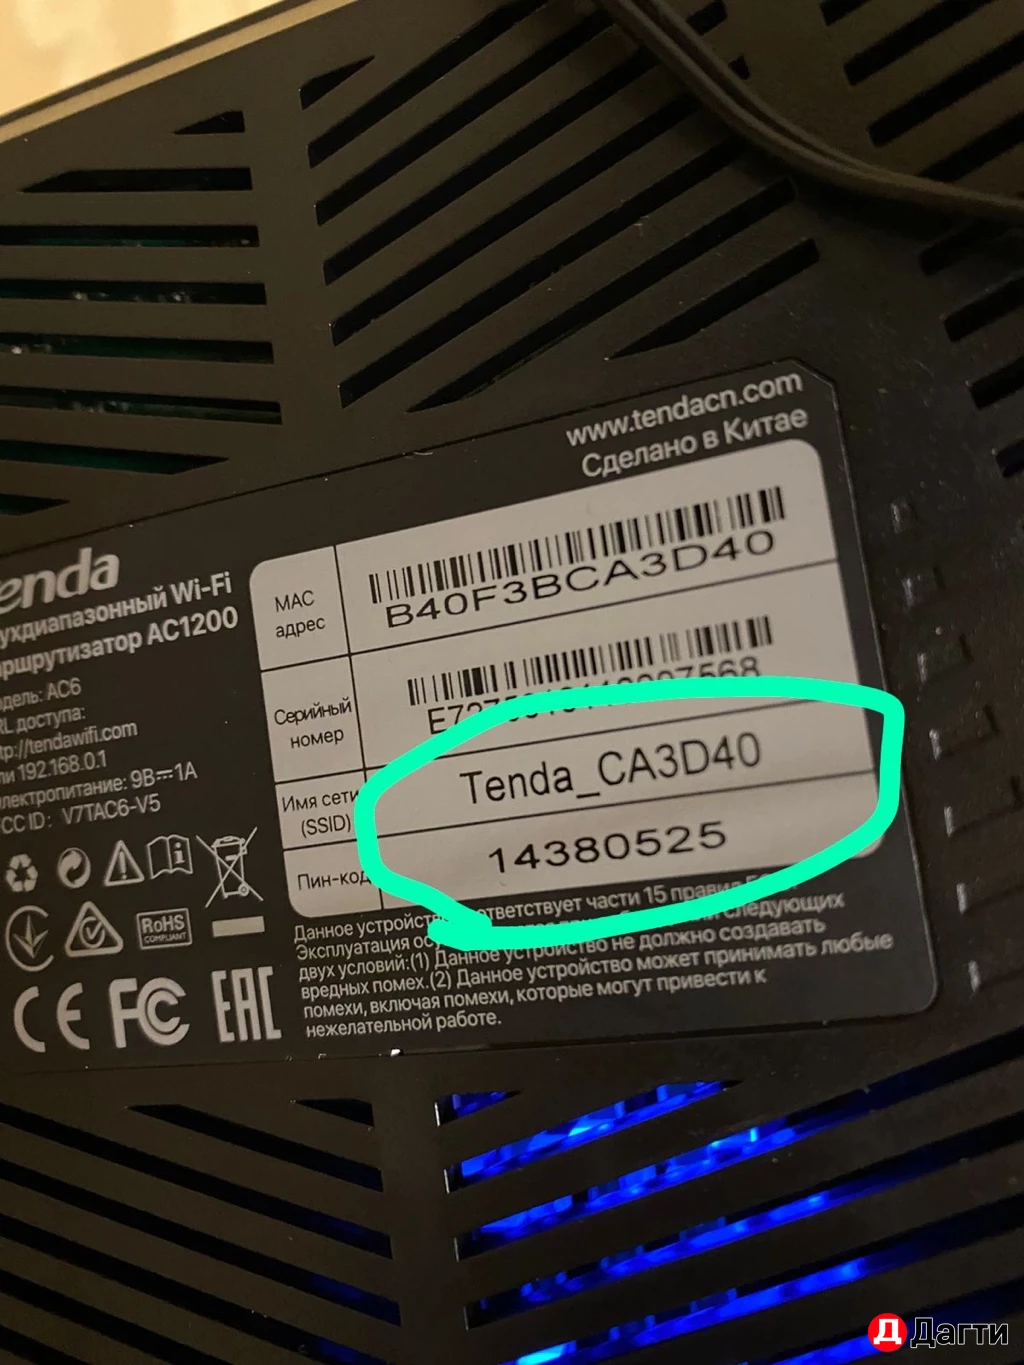 www.tendacn.com
Сделано в Китае
enda
ухдиапазонный Wi-Fi
ршрутизатор AC1200
дель: AC6
RL доступа:
tp://tendawifi.com
ли 192.168.0.1
лектропитание: 9В⎓1А
CC ID: V7TAC6-V5
MAC
адрес
B40F3BCA3D40
Серийный
номер
Имя сети
(SSID)
Tenda_CA3D40
Пин-код
14380525
RoHS
COMPLIANT
CE FC EAC
Данное устройст ответствует части 15 правил
Эксплуатация следующих
двух условий:(1) Данное устройство не должно создавать
вредных помех.(2) Данное устройство может принимать любые
помехи, включая помехи, которые могут привести к
нежелательной работе.
Д Дагти